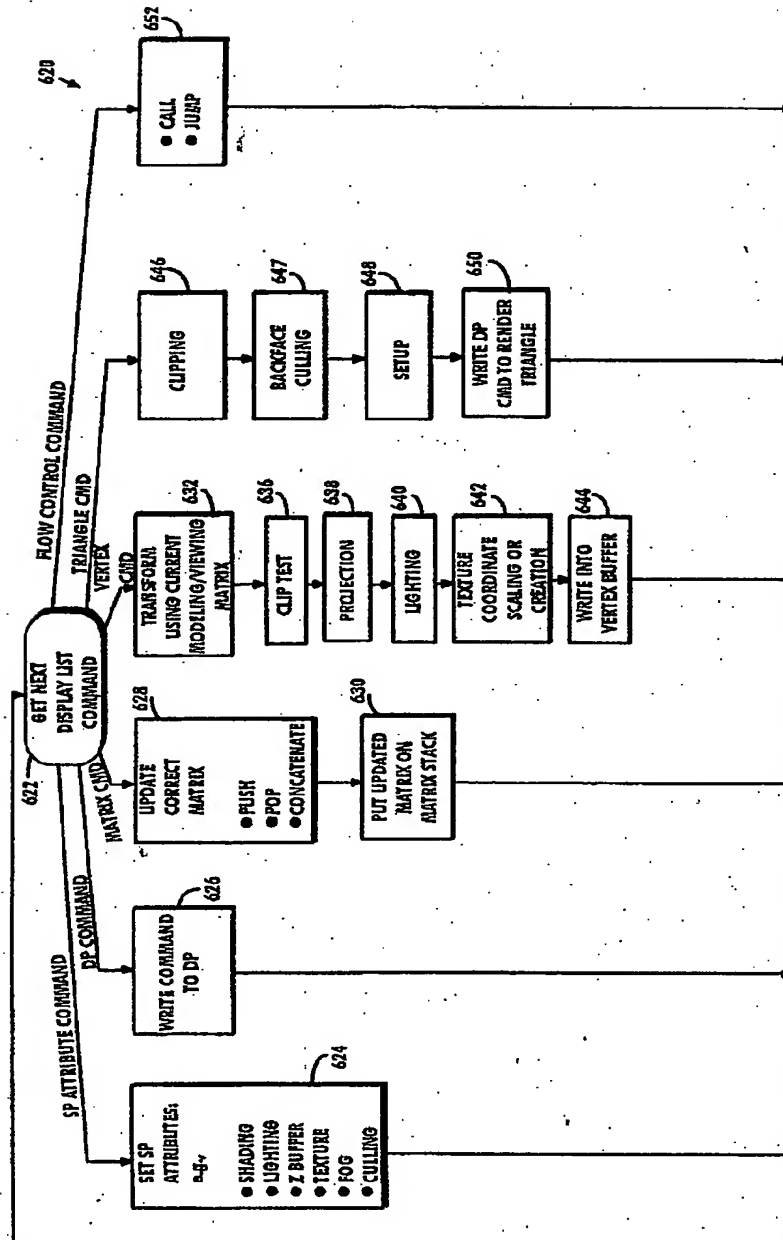 620
GET NEXT
DISPLAY LIST
COMMAND
622
SP ATTRIBUTE COMMAND
SET SP
ATTRIBUTES:
624
● SHADING
● LIGHTING
● Z BUFFER
● TEXTURE
● FOG
● CULLING
DP COMMAND
WRITE COMMAND
TO DP
626
MATRIX CMD
UPDATE
CORRECT
MATRIX
628
● PUSH
● POP
● CONCATENATE
PUT UPDATED
MATRIX ON
MATRIX STACK
630
VERTEX
CMD
TRANSFORM
USING CURRENT
MODELING/VIEWING
MATRIX
632
CLIP TEST
636
PROJECTION
638
LIGHTING
640
TEXTURE
COORDINATE
SCALING OR
CREATION
642
WRITE INTO
VERTEX BUFFER
644
TRIANGLE CMD
CLIPPING
646
BACKFACE
CULLING
647
SETUP
648
WRITE DP
CMD TO RENDER
TRIANGLE
650
FLOW CONTROL COMMAND
● CALL
● JUMP
652